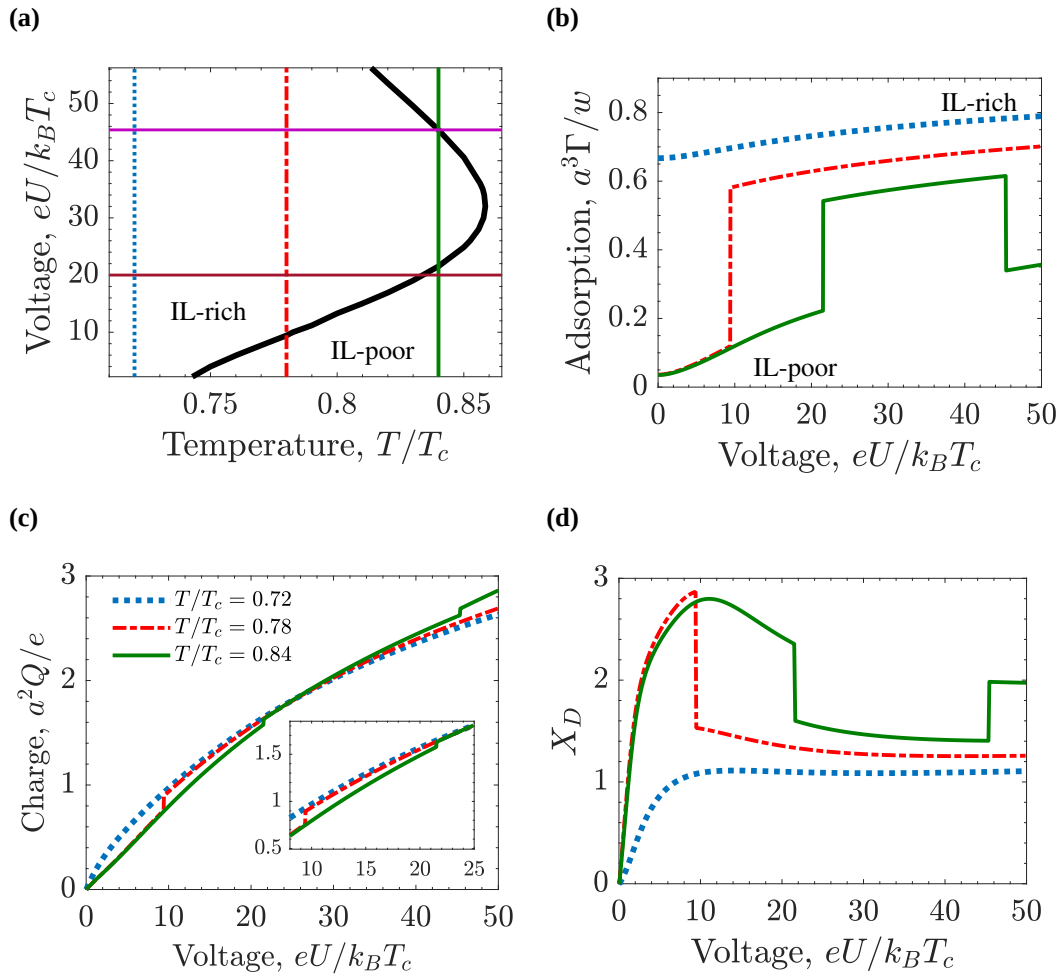 (a)
Voltage, eU/k_BT_c
50
40
30
20
10
IL-rich
IL-poor
0.75
0.8
0.85
Temperature, T/T_c
(b)
Adsorption, a^3Γ/w
0.8
0.6
0.4
0.2
0
IL-rich
IL-poor
0
10
20
30
40
50
Voltage, eU/k_BT_c
(c)
Charge, a^2Q/e
3
2
1
0
T/T_c = 0.72
T/T_c = 0.78
T/T_c = 0.84
1.5
1
0.5
10
15
20
25
0
10
20
30
40
50
Voltage, eU/k_BT_c
(d)
X_D
3
2
1
0
0
10
20
30
40
50
Voltage, eU/k_BT_c